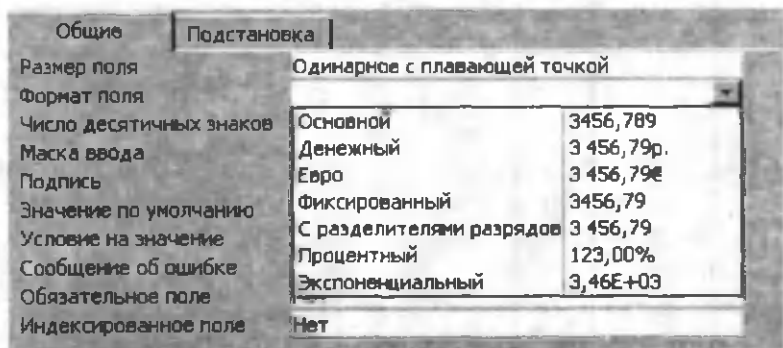 Общие Подстановка
Размер поля Одинарное с плавающей точкой
Формат поля
Число десятичных знаков Основной 3456,789
Маска ввода Денежный 3 456,79р.
Подпись Евро 3 456,79€
Значение по умолчанию Фиксированный 3456,79
Условие на значение С разделителями разрядов 3 456,79
Сообщение об ошибке Процентный 123,00%
Обязательное поле Экспоненциальный 3,46E+03
Индексированное поле Нет